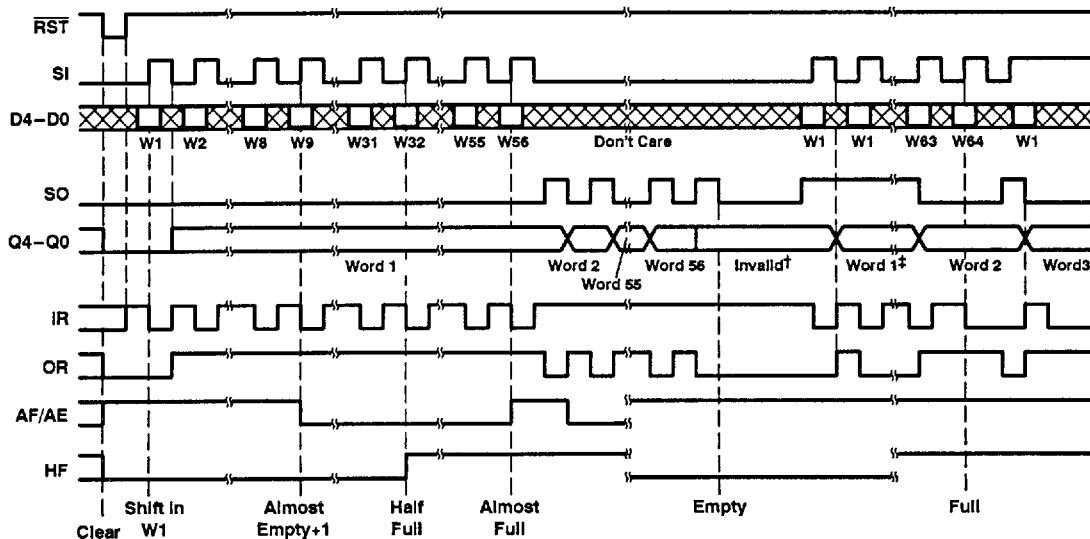 RST
SI
D4–D0
W1 W2 W8 W9 W31 W32 W55 W56 Don't Care W1 W1 W63 W64 W1
SO
Q4–Q0
Word 1 Word 2 Word 55 Word 56 Invalid† Word 1‡ Word 2 Word3
IR
OR
AF/AE
HF
Clear
Shift in
W1
Almost
Empty+1
Half
Full
Almost
Full
Empty
Full